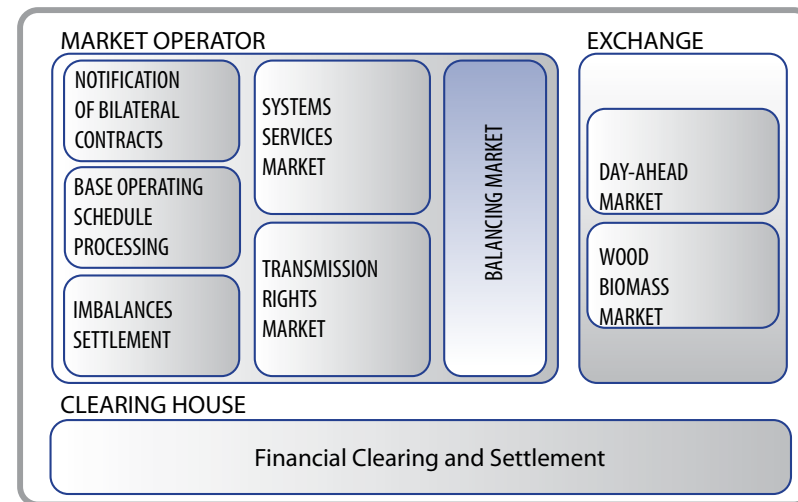 MARKET OPERATOR
NOTIFICATION
OF BILATERAL
CONTRACTS
BASE OPERATING
SCHEDULE
PROCESSING
IMBALANCES
SETTLEMENT
SYSTEMS
SERVICES
MARKET
TRANSMISSION
RIGHTS
MARKET
BALANCING MARKET
EXCHANGE
DAY-AHEAD
MARKET
WOOD
BIOMASS
MARKET
CLEARING HOUSE
Financial Clearing and Settlement